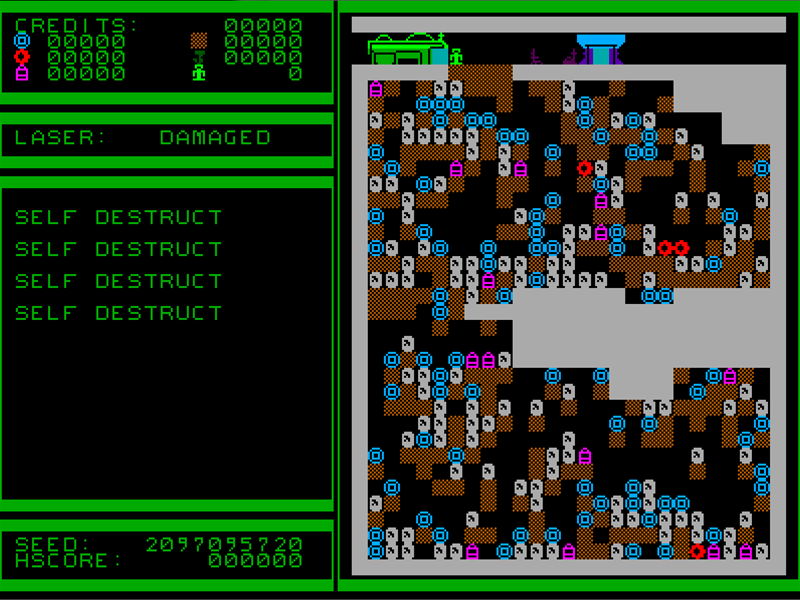 CREDITS: 00000
00000 00000
00000 00000
00000 0
LASER: DAMAGED
SELF DESTRUCT
SELF DESTRUCT
SELF DESTRUCT
SELF DESTRUCT
SEED: 2097095720
HSCORE: 000000